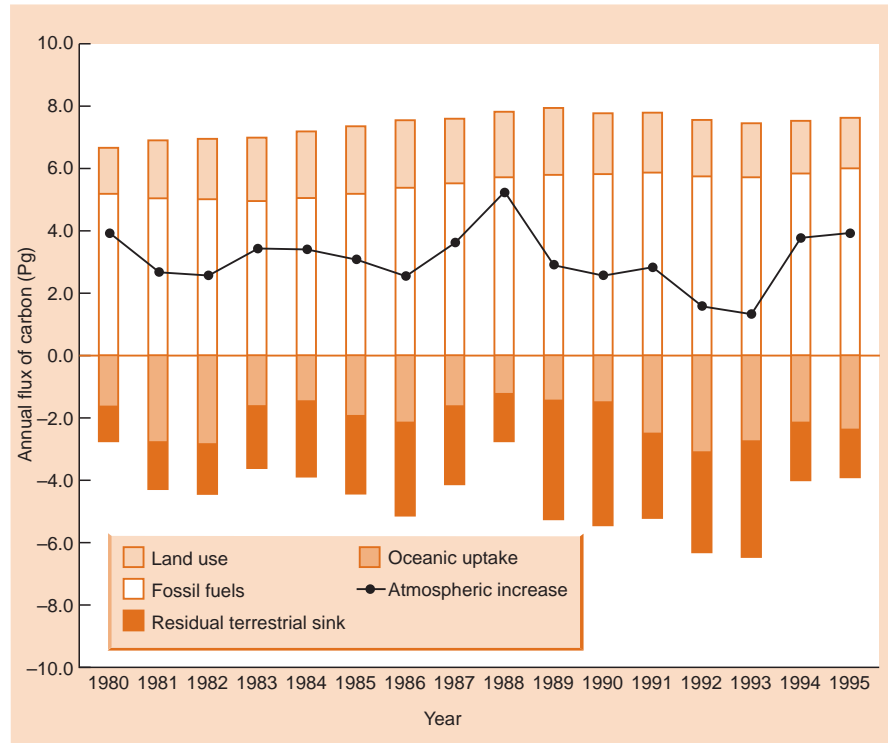 10.0
8.0
6.0
4.0
2.0
0.0
–2.0
–4.0
–6.0
–8.0
–10.0
Annual flux of carbon (Pg)
Land use
Oceanic uptake
Fossil fuels
Atmospheric increase
Residual terrestrial sink
1980 1981 1982 1983 1984 1985 1986 1987 1988 1989 1990 1991 1992 1993 1994 1995
Year